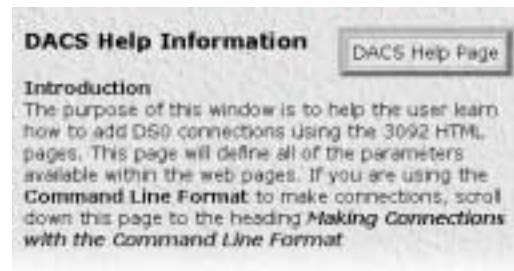 DACS Help Information
DACS Help Page
Introduction
The purpose of this window is to help the user learn
how to add DS0 connections using the 3092 HTML
pages. This page will define all of the parameters
available within the web pages. If you are using the
Command Line Format to make connections, scroll
down this page to the heading Making Connections
with the Command Line Format